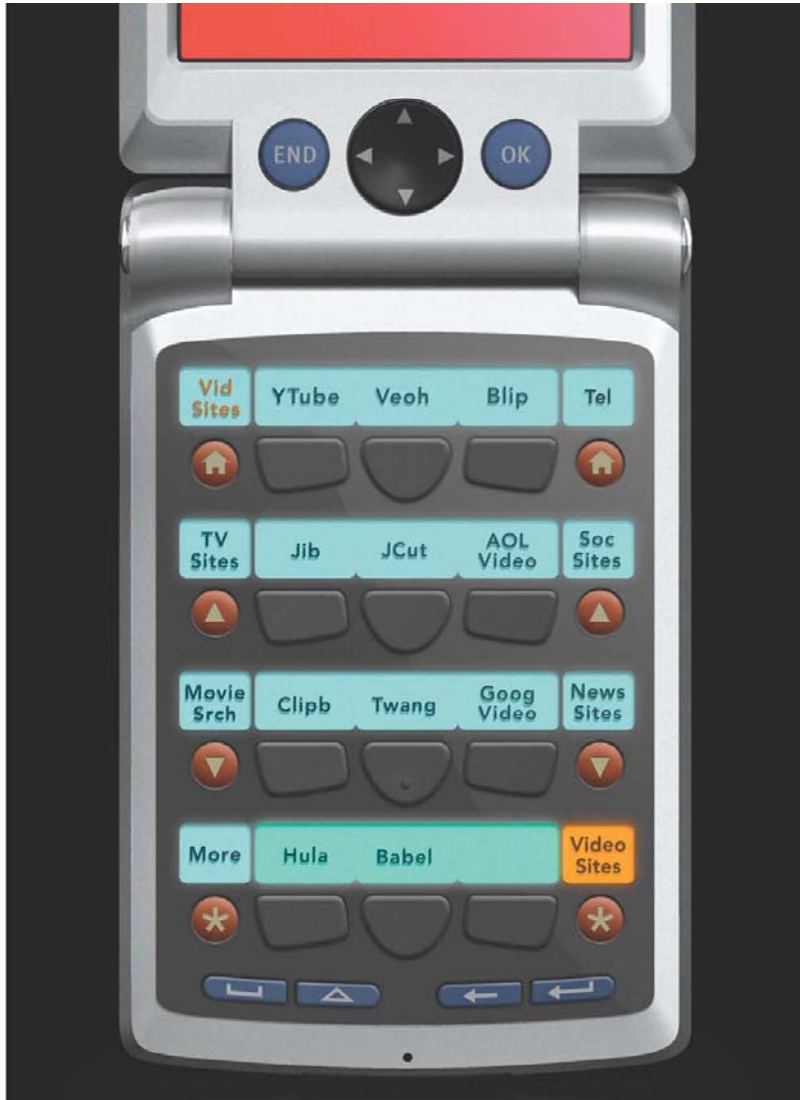 END
OK
Vid
Sites
YTube
Veoh
Blip
Tel
TV
Sites
Jib
JCut
AOL
Video
Soc
Sites
Movie
Srch
Clipb
Twang
Goog
Video
News
Sites
More
Hula
Babel
Video
Sites